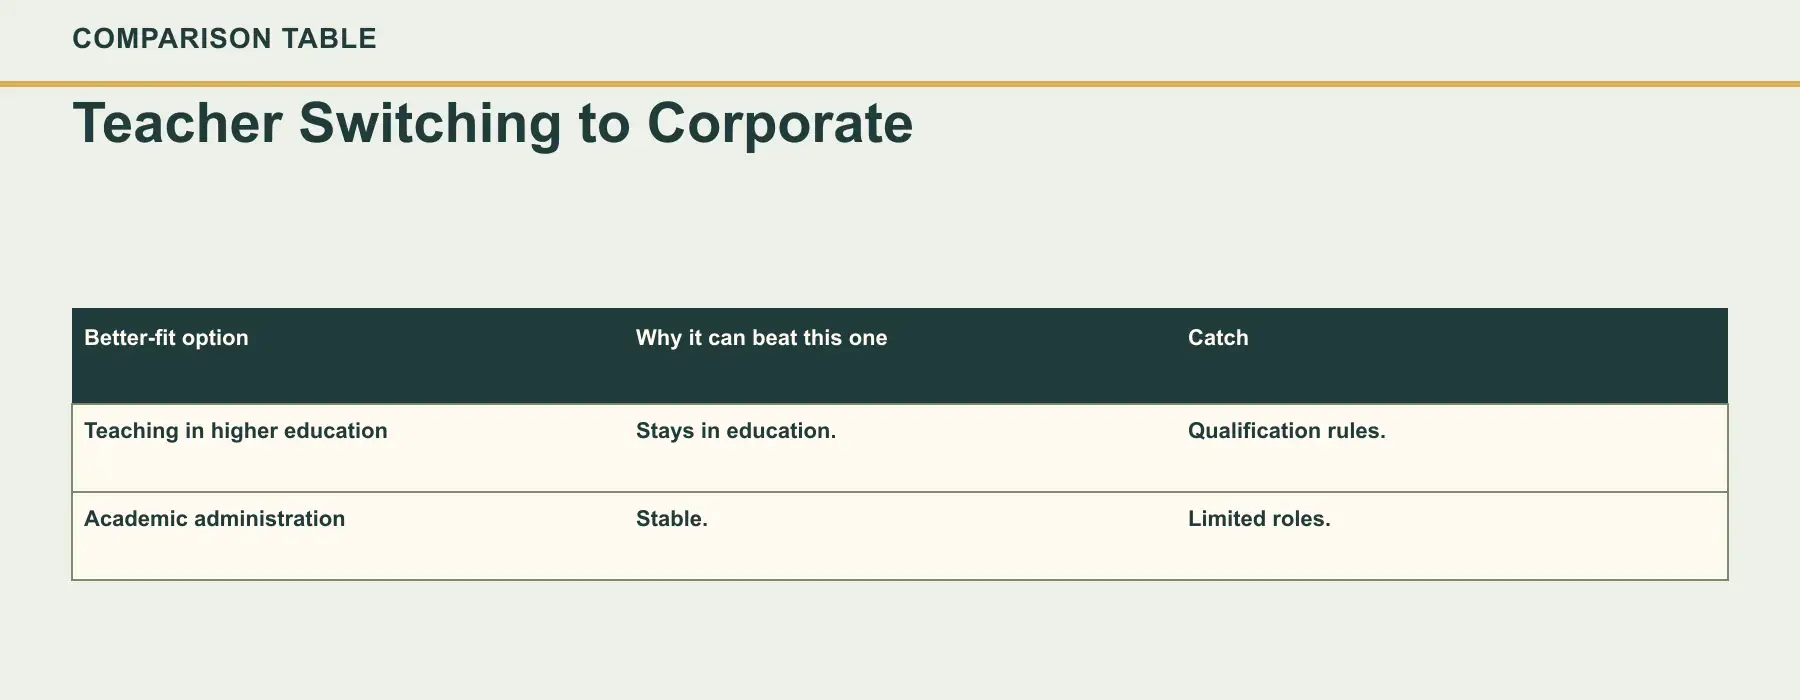 COMPARISON TABLE
Teacher Switching to Corporate
Better-fit option Why it can beat this one Catch
Teaching in higher education Stays in education. Qualification rules.
Academic administration Stable. Limited roles.